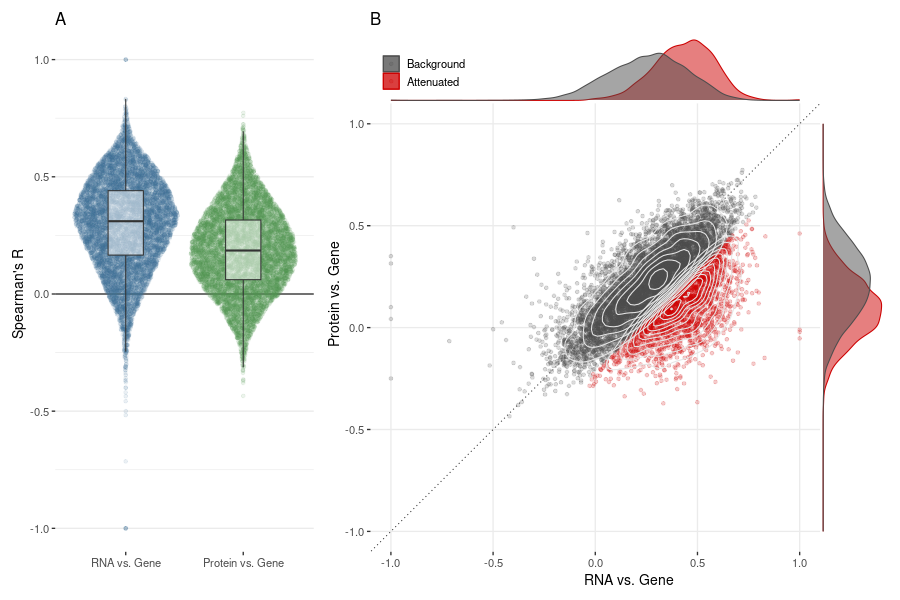 A
B
Background
Attenuated
1.0
0.5
0.0
-0.5
-1.0
Spearman's R
RNA vs. Gene
Protein vs. Gene
1.0
0.5
0.0
-0.5
-1.0
Protein vs. Gene
-1.0
-0.5
0.0
0.5
1.0
RNA vs. Gene